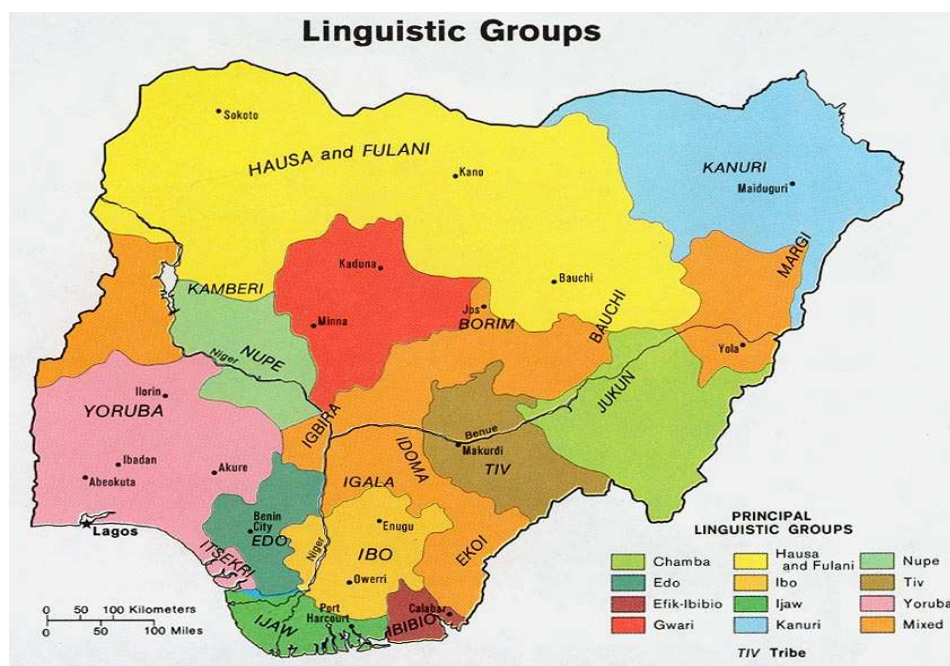 Linguistic Groups
Sokoto
HAUSA and FULANI
Kano
KANURI
Maiduguri
Kaduna
MARGI
Bauchi
KAMBERI
Jos
BORIM
BAUCHI
Minna
Yola
Niger
NUPE
Ilorin
YORUBA
JUKUN
IGBIRA
Benue
Makurdi
IDOMA
TIV
Ibadan
Akure
Abeokuta
IGALA
Benin
City
EDO
Enugu
Lagos
ITSEKRI
Niger
IBO
EKOI
Owerri
Port
Harcourt
Calabar
IBIBIO
IJAW
0 50 100 Kilometers
0 50 100 Miles
PRINCIPAL
LINGUISTIC GROUPS
Chamba
Edo
Efik-Ibibio
Gwari
Hausa
and Fulani
Ibo
Ijaw
Kanuri
Nupe
Tiv
Yoruba
Mixed
TIV Tribe